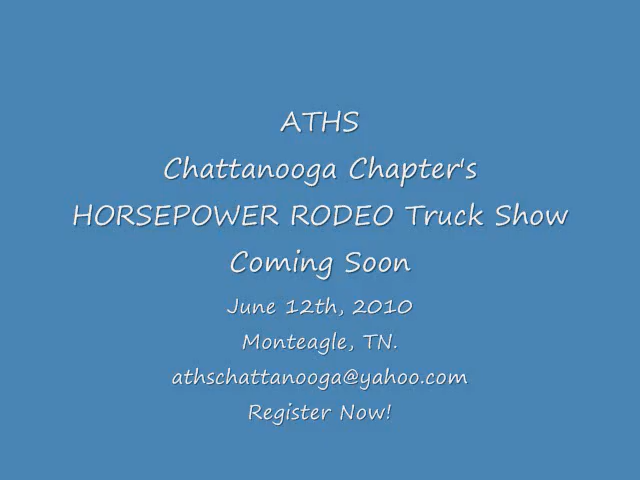 ATHS
Chattanooga Chapter's
HORSEPOWER RODEO Truck Show
Coming Soon
June 12th, 2010
Monteagle, TN.
athschattanooga@yahoo.com
Register Now!